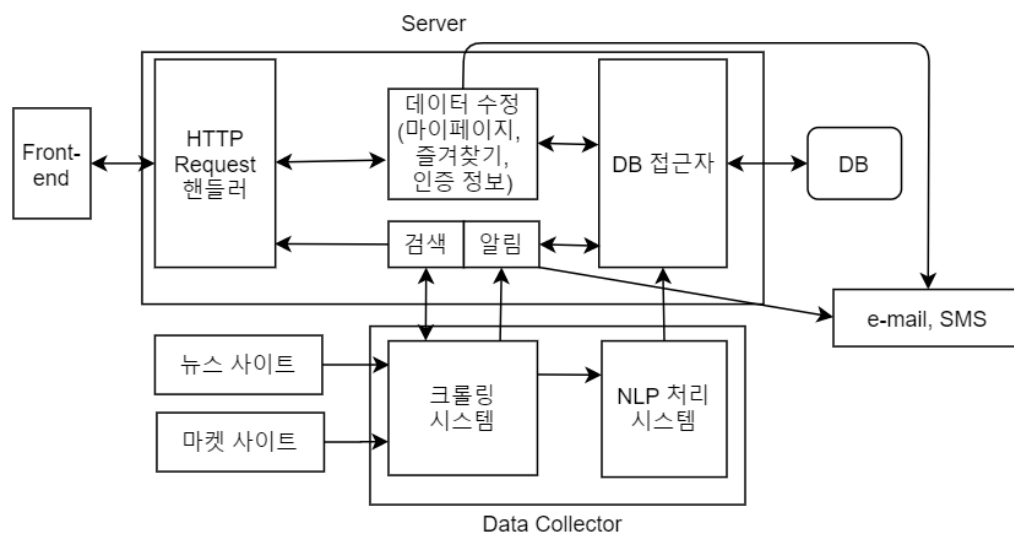 Server
Front-
end
HTTP
Request
핸들러
데이터 수정
(마이페이지,
즐겨찾기,
인증 정보)
DB 접근자
DB
검색
알림
e-mail, SMS
뉴스 사이트
마켓 사이트
크롤링
시스템
NLP 처리
시스템
Data Collector